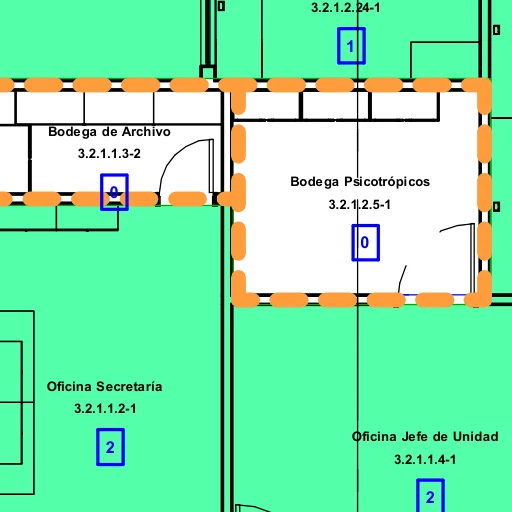 3.2.1.2.24-1
1
Bodega de Archivo
3.2.1.1.3-2
0
Bodega Psicotrópicos
3.2.1.2.5-1
0
Oficina Secretaría
3.2.1.1.2-1
2
Oficina Jefe de Unidad
3.2.1.1.4-1
2